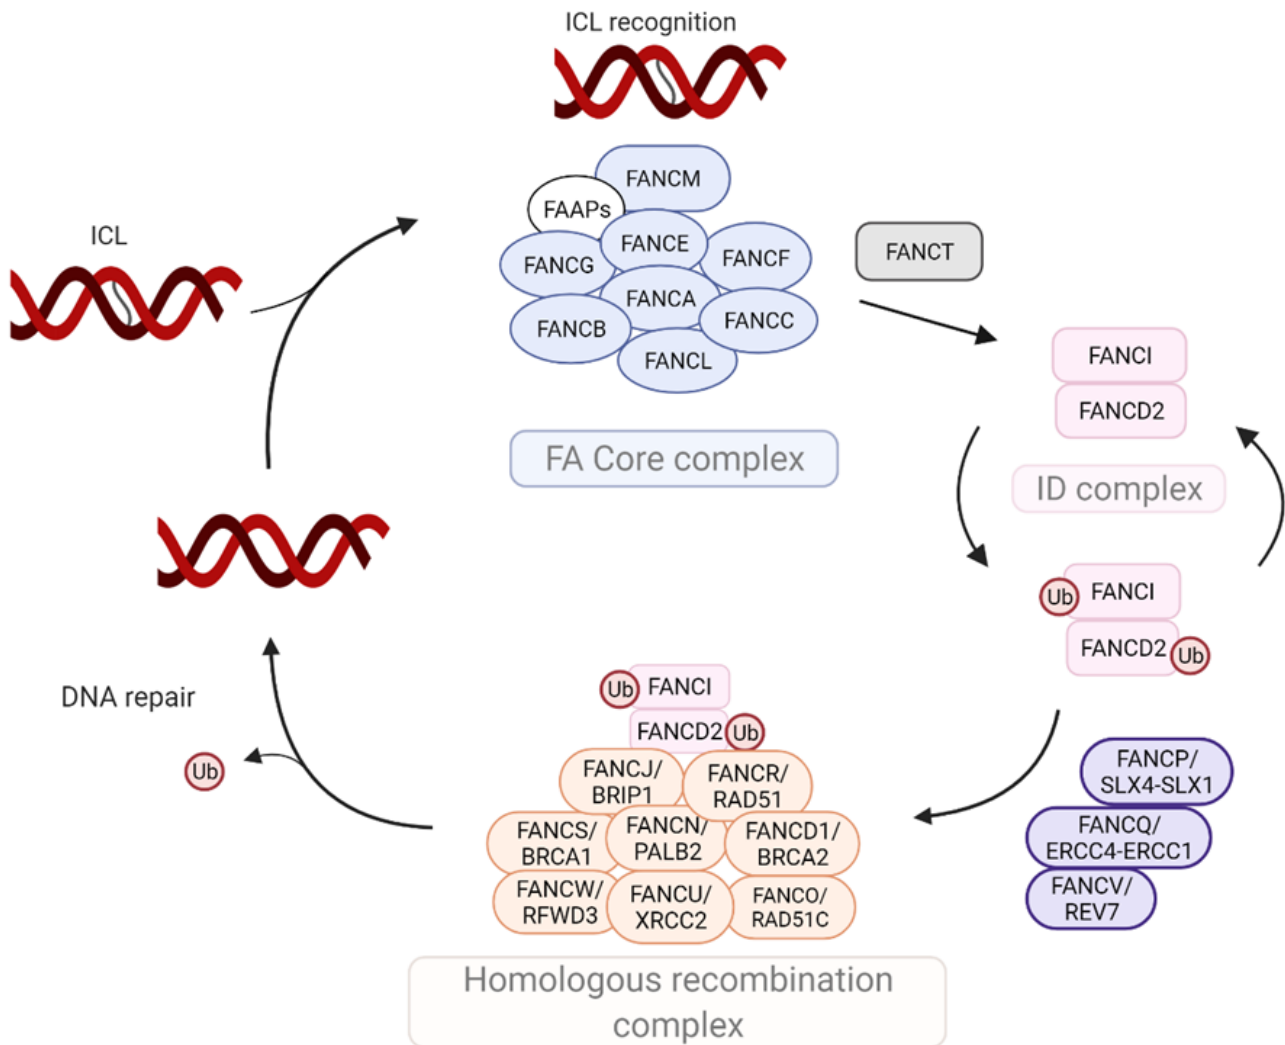 ICL recognition
FANCM
FAAPs
FANCE
FANCG
FANCF
FANCA
FANCB
FANCC
FANCL
FA Core complex
ICL
FANCT
FANCI
FANCD2
ID complex
Ub
FANCI
FANCD2
Ub
FANCP/
SLX4-SLX1
FANCQ/
ERCC4-ERCC1
FANCV/
REV7
Ub
FANCI
FANCD2
Ub
FANCJ/
BRIP1
FANCR/
RAD51
FANCS/
BRCA1
FANCN/
PALB2
FANCD1/
BRCA2
FANCW/
RFWD3
FANCU/
XRCC2
FANCO/
RAD51C
Homologous recombination
complex
DNA repair
Ub